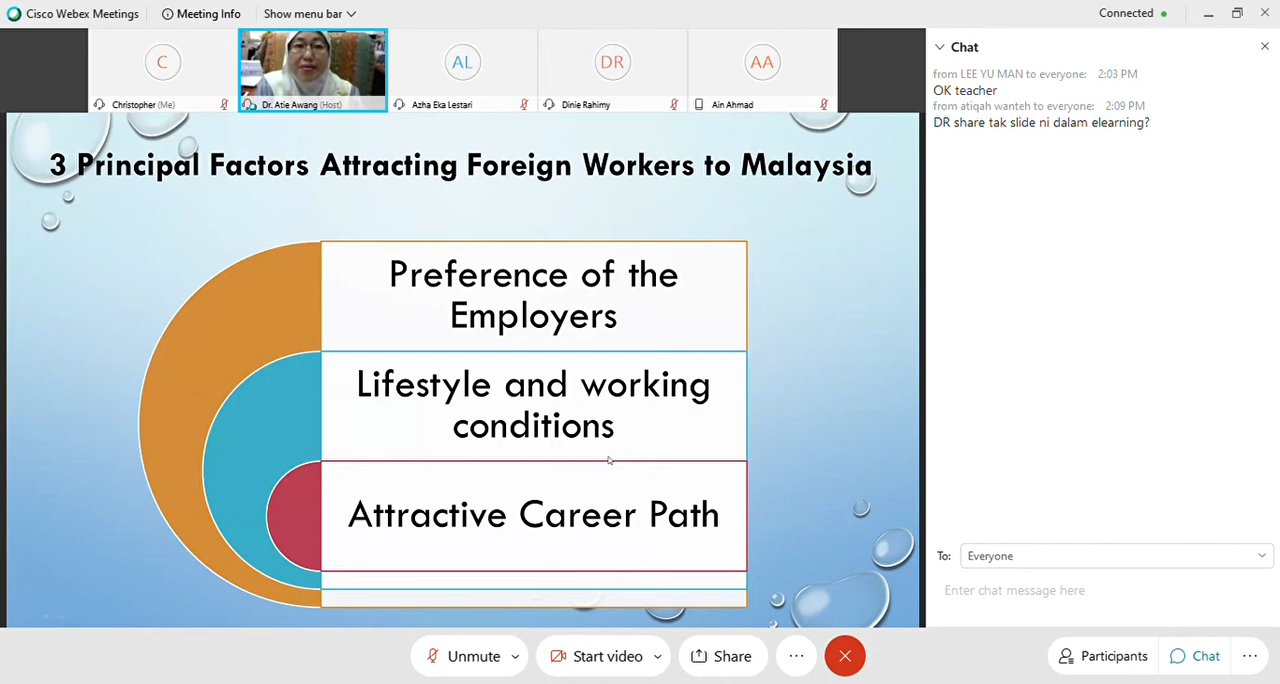 Cisco Webex Meetings
Meeting Info
Show menu bar
Connected
C
AL
DR
AA
Christopher (Me)
Dr. Atie Awang (Host)
Azha Eka Lestari
Dinie Rahimy
Ain Ahmad
3 Principal Factors Attracting Foreign Workers to Malaysia
Preference of the
Employers
Lifestyle and working
conditions
Attractive Career Path
Chat
from LEE YU MAN to everyone: 2:03 PM
OK teacher
from atiqah wanteh to everyone: 2:09 PM
DR share tak slide ni dalam elearning?
To: Everyone
Enter chat message here
Unmute
Start video
Share
Participants
Chat